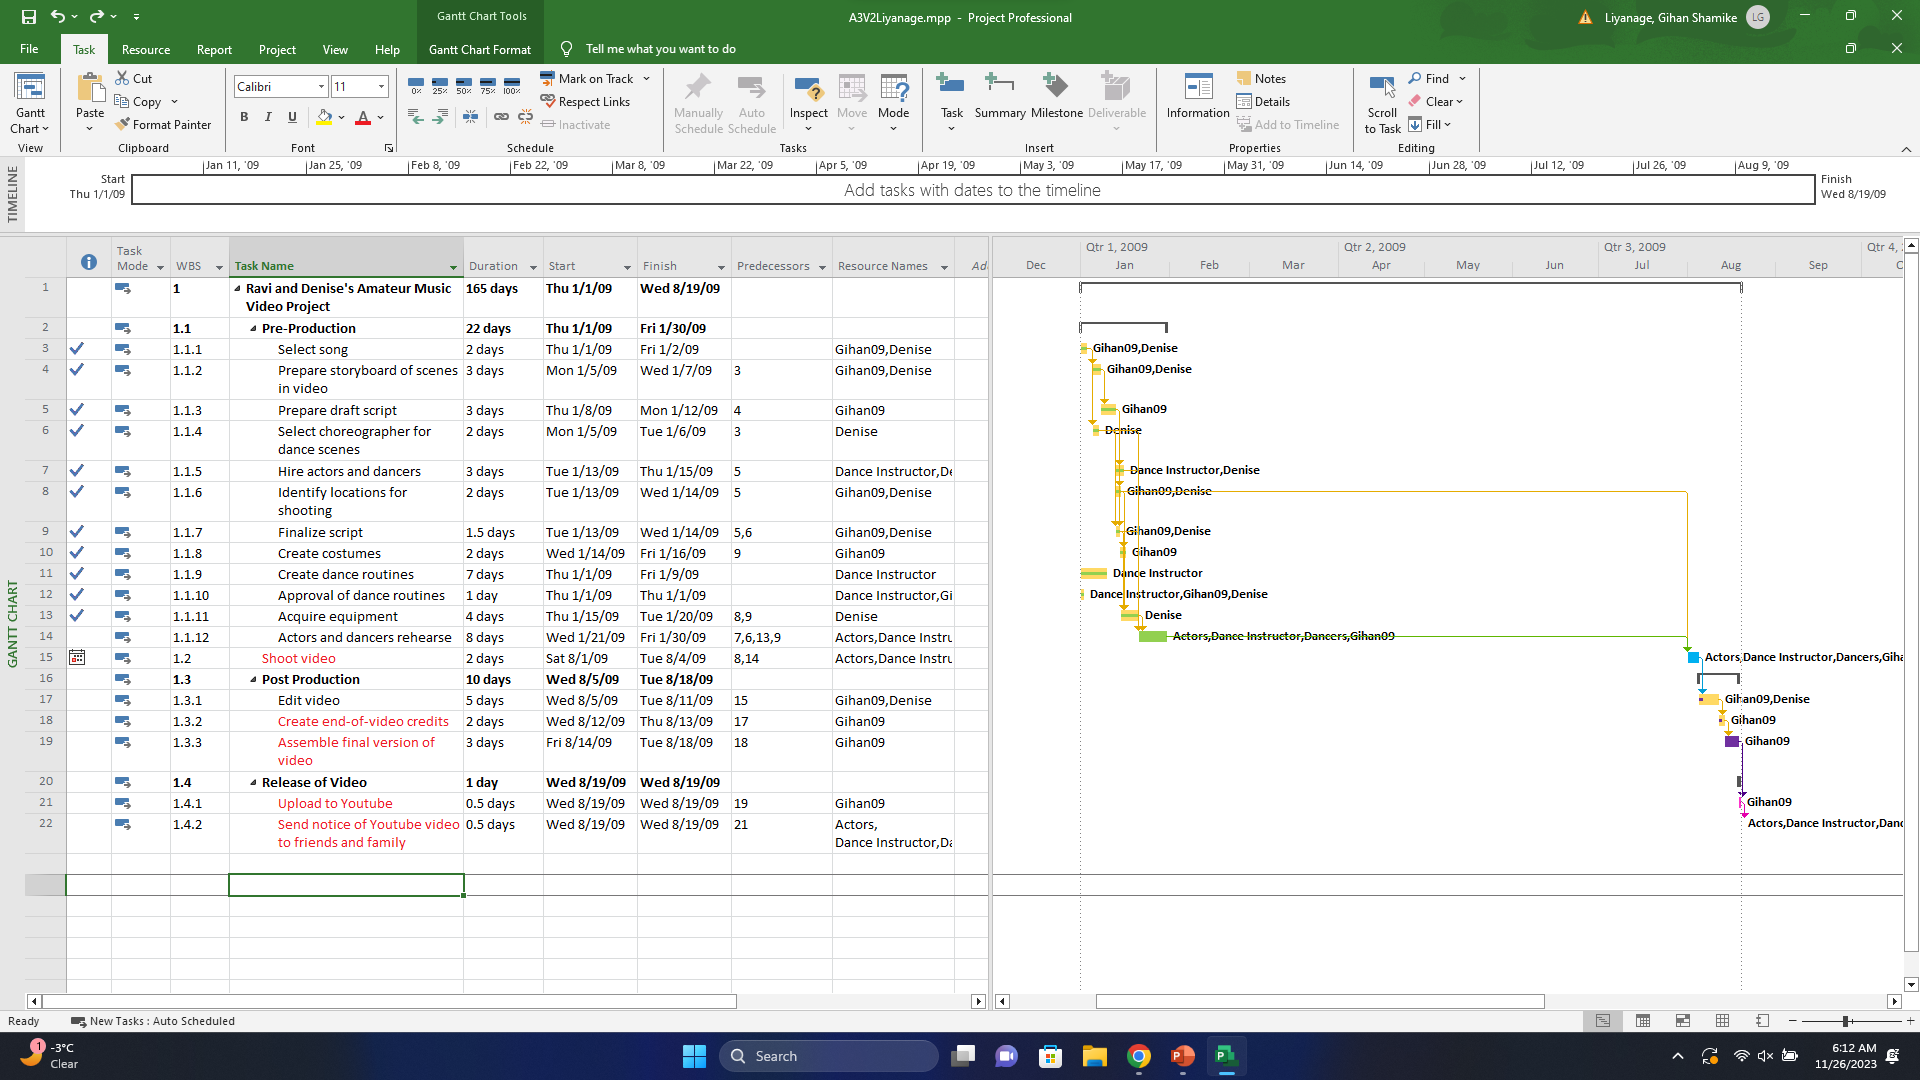 Gantt Chart Tools
A3V2Liyanage.mpp - Project Professional
Liyanage, Gihan Shamike
LG
File Task Resource Report Project View Help Gantt Chart Format Tell me what you want to do
Gantt Chart
View
Paste
Cut
Copy
Format Painter
Clipboard
Calibri 11
B I U A
Font
0% 25% 50% 75% 100%
Mark on Track
Respect Links
Inactivate
Schedule
Manually Schedule
Auto Schedule
Inspect
Move
Mode
Tasks
Task
Summary
Milestone
Deliverable
Insert
Information
Notes
Details
Add to Timeline
Properties
Scroll to Task
Find
Clear
Fill
Editing
TIMELINE
Jan 11, '09 Jan 25, '09 Feb 8, '09 Feb 22, '09 Mar 8, '09 Mar 22, '09 Apr 5, '09 Apr 19, '09 May 3, '09 May 17, '09 May 31, '09 Jun 14, '09 Jun 28, '09 Jul 12, '09 Jul 26, '09 Aug 9, '09
Start
Thu 1/1/09
Add tasks with dates to the timeline
Finish
Wed 8/19/09
GANTT CHART
Task Mode WBS Task Name Duration Start Finish Predecessors Resource Names Ad
1 1 Ravi and Denise's Amateur Music Video Project 165 days Thu 1/1/09 Wed 8/19/09
2 1.1 Pre-Production 22 days Thu 1/1/09 Fri 1/30/09
3 1.1.1 Select song 2 days Thu 1/1/09 Fri 1/2/09 Gihan09,Denise
4 1.1.2 Prepare storyboard of scenes in video 3 days Mon 1/5/09 Wed 1/7/09 3 Gihan09,Denise
5 1.1.3 Prepare draft script 3 days Thu 1/8/09 Mon 1/12/09 4 Gihan09
6 1.1.4 Select choreographer for dance scenes 2 days Mon 1/5/09 Tue 1/6/09 3 Denise
7 1.1.5 Hire actors and dancers 3 days Tue 1/13/09 Thu 1/15/09 5 Dance Instructor,De
8 1.1.6 Identify locations for shooting 2 days Tue 1/13/09 Wed 1/14/09 5 Gihan09,Denise
9 1.1.7 Finalize script 1.5 days Tue 1/13/09 Wed 1/14/09 5,6 Gihan09,Denise
10 1.1.8 Create costumes 2 days Wed 1/14/09 Fri 1/16/09 9 Gihan09
11 1.1.9 Create dance routines 7 days Thu 1/1/09 Fri 1/9/09 Dance Instructor
12 1.1.10 Approval of dance routines 1 day Thu 1/1/09 Thu 1/1/09 Dance Instructor,Gi
13 1.1.11 Acquire equipment 4 days Thu 1/15/09 Tue 1/20/09 8,9 Denise
14 1.1.12 Actors and dancers rehearse 8 days Wed 1/21/09 Fri 1/30/09 7,6,13,9 Actors,Dance Instru
15 1.2 Shoot video 2 days Sat 8/1/09 Tue 8/4/09 8,14 Actors,Dance Instru
16 1.3 Post Production 10 days Wed 8/5/09 Tue 8/18/09
17 1.3.1 Edit video 5 days Wed 8/5/09 Tue 8/11/09 15 Gihan09,Denise
18 1.3.2 Create end-of-video credits 2 days Wed 8/12/09 Thu 8/13/09 17 Gihan09
19 1.3.3 Assemble final version of video 3 days Fri 8/14/09 Tue 8/18/09 18 Gihan09
20 1.4 Release of Video 1 day Wed 8/19/09 Wed 8/19/09
21 1.4.1 Upload to Youtube 0.5 days Wed 8/19/09 Wed 8/19/09 19 Gihan09
22 1.4.2 Send notice of Youtube video to friends and family 0.5 days Wed 8/19/09 Wed 8/19/09 21 Actors, Dance Instructor,Da
Qtr 1, 2009 Qtr 2, 2009 Qtr 3, 2009 Qtr 4,
Dec Jan Feb Mar Apr May Jun Jul Aug Sep
Gihan09,Denise
Gihan09,Denise
Gihan09
Denise
Dance Instructor,Denise
Gihan09,Denise
Gihan09,Denise
Gihan09
Dance Instructor
Dance Instructor,Gihan09,Denise
Denise
Actors,Dance Instructor,Dancers,Gihan09
Actors,Dance Instructor,Dancers,Giha
Gihan09,Denise
Gihan09
Gihan09
Gihan09
Actors,Dance Instructor,Danc
Ready New Tasks : Auto Scheduled
1
-3°C
Clear
Search
6:12 AM
11/26/2023